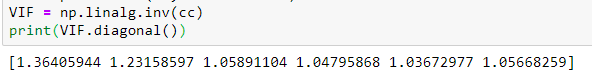 VIF = np.linalg.inv(cc)
print(VIF.diagonal())
[1.36405944 1.23158597 1.05891104 1.04795868 1.03672977 1.05668259]